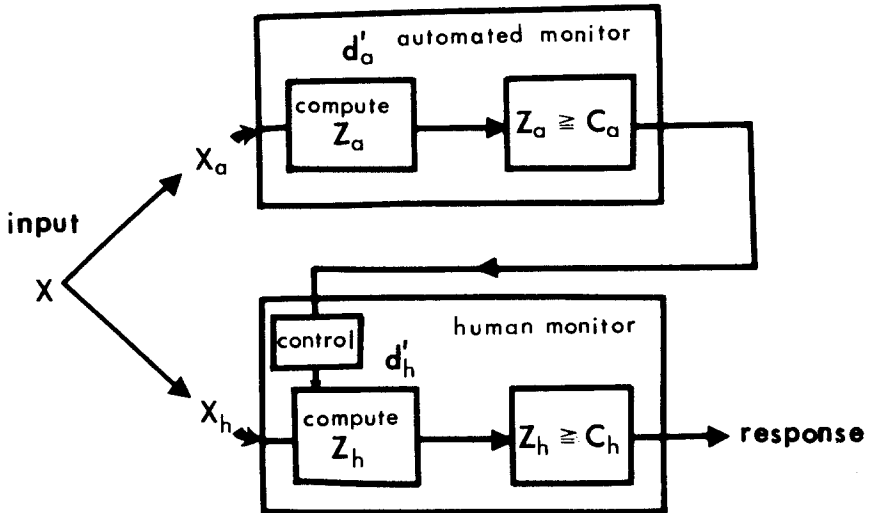 d'a automated monitor
compute
Za
Za ≧ Ca
Xa
input
X
control
human monitor
d'h
Xh
compute
Zh
Zh ≧ Ch
response